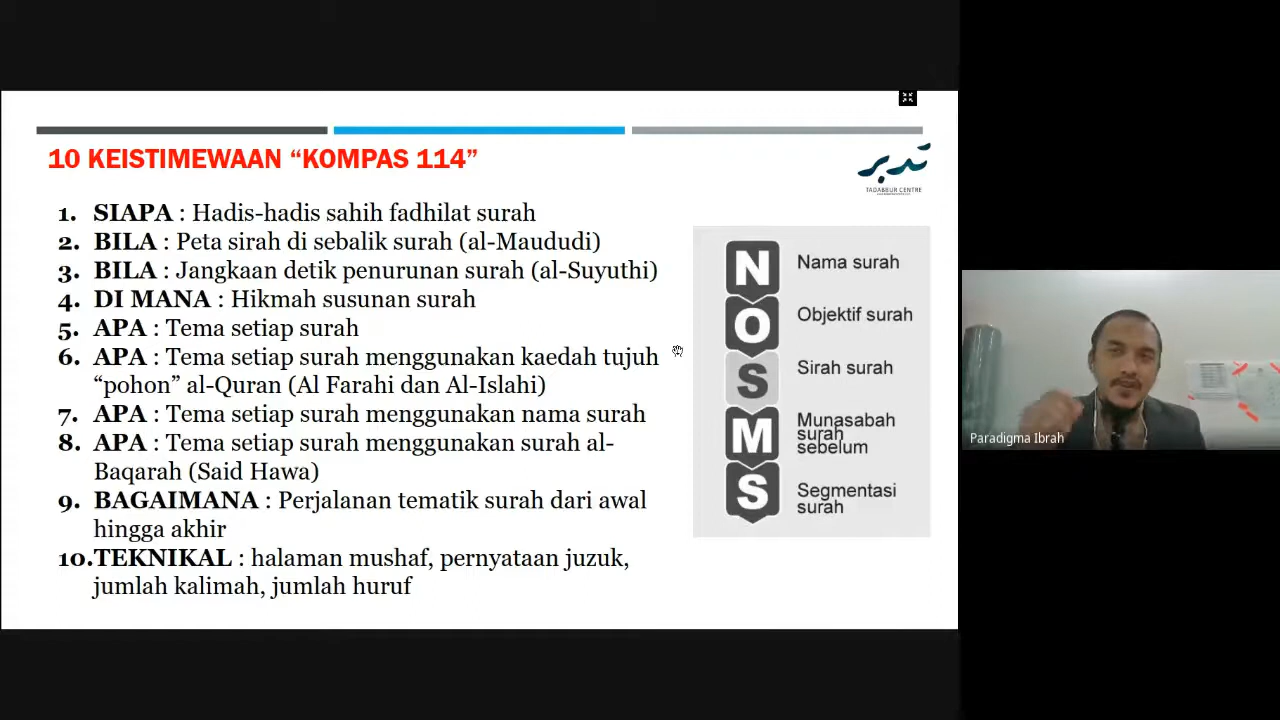 10 KEISTIMEWAAN “KOMPAS 114”
تدبر
TADABBUR CENTRE
1. SIAPA : Hadis-hadis sahih fadhilat surah
2. BILA : Peta sirah di sebalik surah (al-Maududi)
3. BILA : Jangkaan detik penurunan surah (al-Suyuthi)
4. DI MANA : Hikmah susunan surah
5. APA : Tema setiap surah
6. APA : Tema setiap surah menggunakan kaedah tujuh
“pohon” al-Quran (Al Farahi dan Al-Islahi)
7. APA : Tema setiap surah menggunakan nama surah
8. APA : Tema setiap surah menggunakan surah al-
Baqarah (Said Hawa)
9. BAGAIMANA : Perjalanan tematik surah dari awal
hingga akhir
10.TEKNIKAL : halaman mushaf, pernyataan juzuk,
jumlah kalimah, jumlah huruf
N Nama surah
O Objektif surah
S Sirah surah
M Munasabah
surah
sebelum
S Segmentasi
surah
Paradigma Ibrah